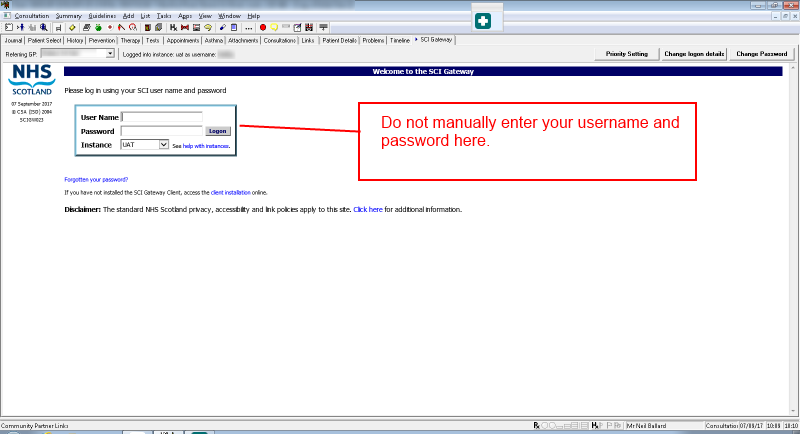 Consultation Summary Guidelines Add List Tasks Apps View Window Help
Journal Patient Select History Prevention Therapy Tests Appointments Asthma Attachments Consultations Links Patient Details Problems Timeline SCI Gateway
Referring GP: Logged into instance: uat as username: Priority Setting Change logon details Change Password
NHS
SCOTLAND
Welcome to the SCI Gateway
07 September 2017
© CSA (ISD) 2004
Please log in using your SCI user name and password
User Name
Password Logon
Instance UAT See help with instances.
Do not manually enter your username and
password here.
Forgotten your password?
If you have not installed the SCI Gateway Client, access the client installation online.
Disclaimer: The standard NHS Scotland privacy, accessibility and link policies apply to this site. Click here for additional information.
Community Partner Links Mr Neil Ballard Consultation 07/09/17 10:09 10:10